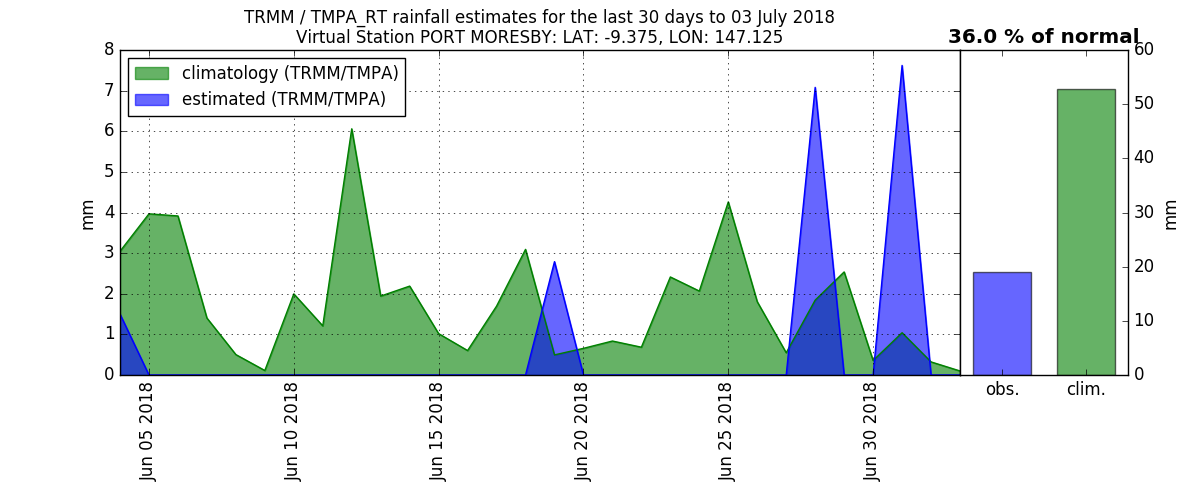 TRMM / TMPA_RT rainfall estimates for the last 30 days to 03 July 2018
Virtual Station PORT MORESBY: LAT: -9.375, LON: 147.125
36.0 % of normal
climatology (TRMM/TMPA)
estimated (TRMM/TMPA)
8
7
6
5
4
3
2
1
0
mm
Jun 05 2018
Jun 10 2018
Jun 15 2018
Jun 20 2018
Jun 25 2018
Jun 30 2018
60
50
40
30
20
10
0
mm
obs.
clim.